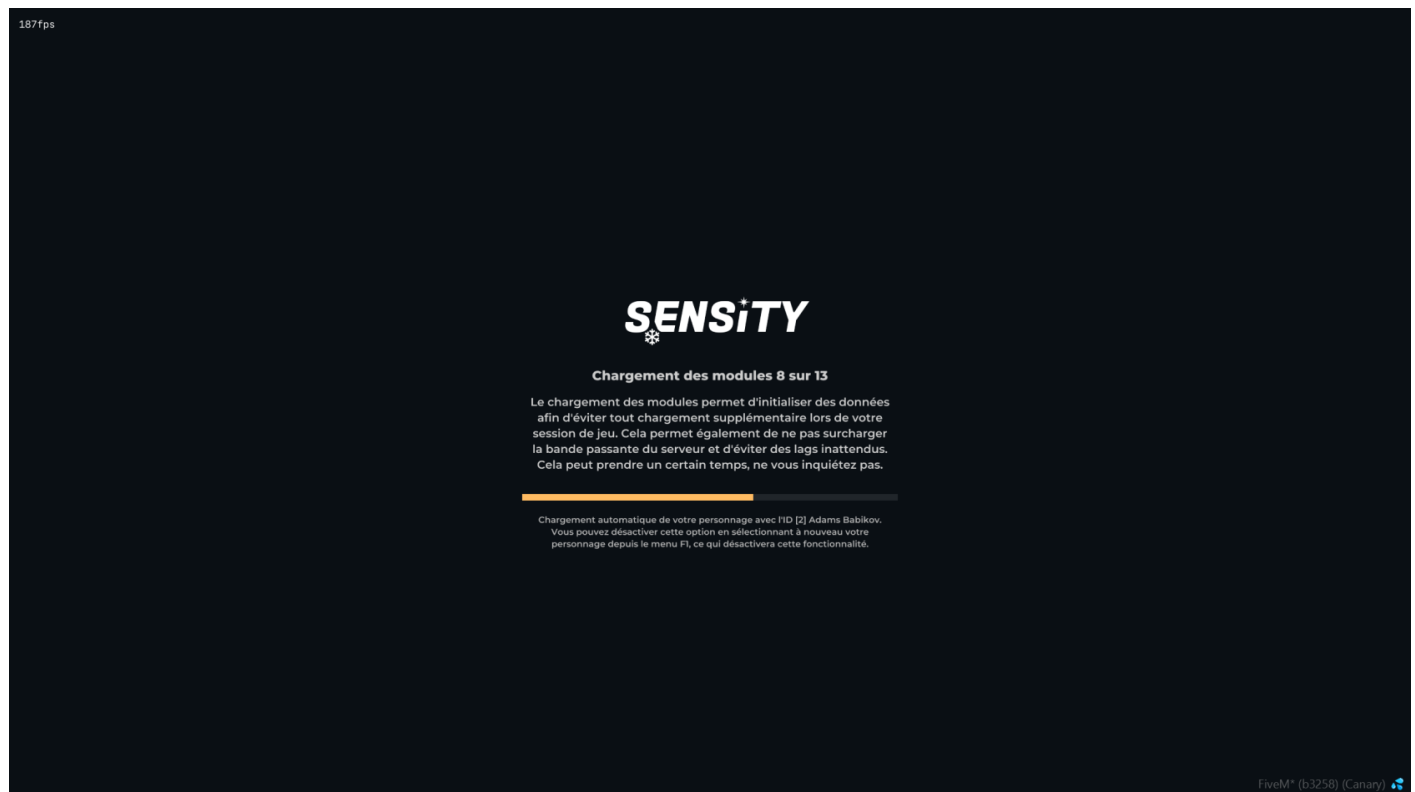 187fps
SENSiTY
Chargement des modules 8 sur 13
Le chargement des modules permet d'initialiser des données
afin d'éviter tout chargement supplémentaire lors de votre
session de jeu. Cela permet également de ne pas surcharger
la bande passante du serveur et d'éviter des lags inattendus.
Cela peut prendre un certain temps, ne vous inquiétez pas.
Chargement automatique de votre personnage avec l'ID [2] Adams Babikov.
Vous pouvez désactiver cette option en sélectionnant à nouveau votre
personnage depuis le menu F1, ce qui désactivera cette fonctionnalité.
FiveM* (b3258) (Canary) 💦